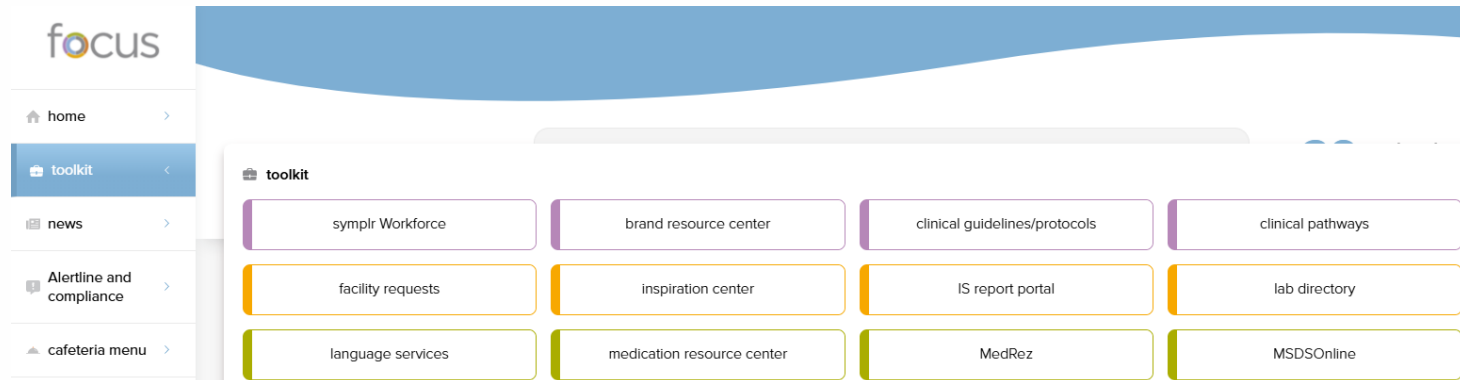 focus
home
toolkit
news
Alertline and
compliance
cafeteria menu
toolkit
symplr Workforce
brand resource center
clinical guidelines/protocols
clinical pathways
facility requests
inspiration center
IS report portal
lab directory
language services
medication resource center
MedRez
MSDSOnline